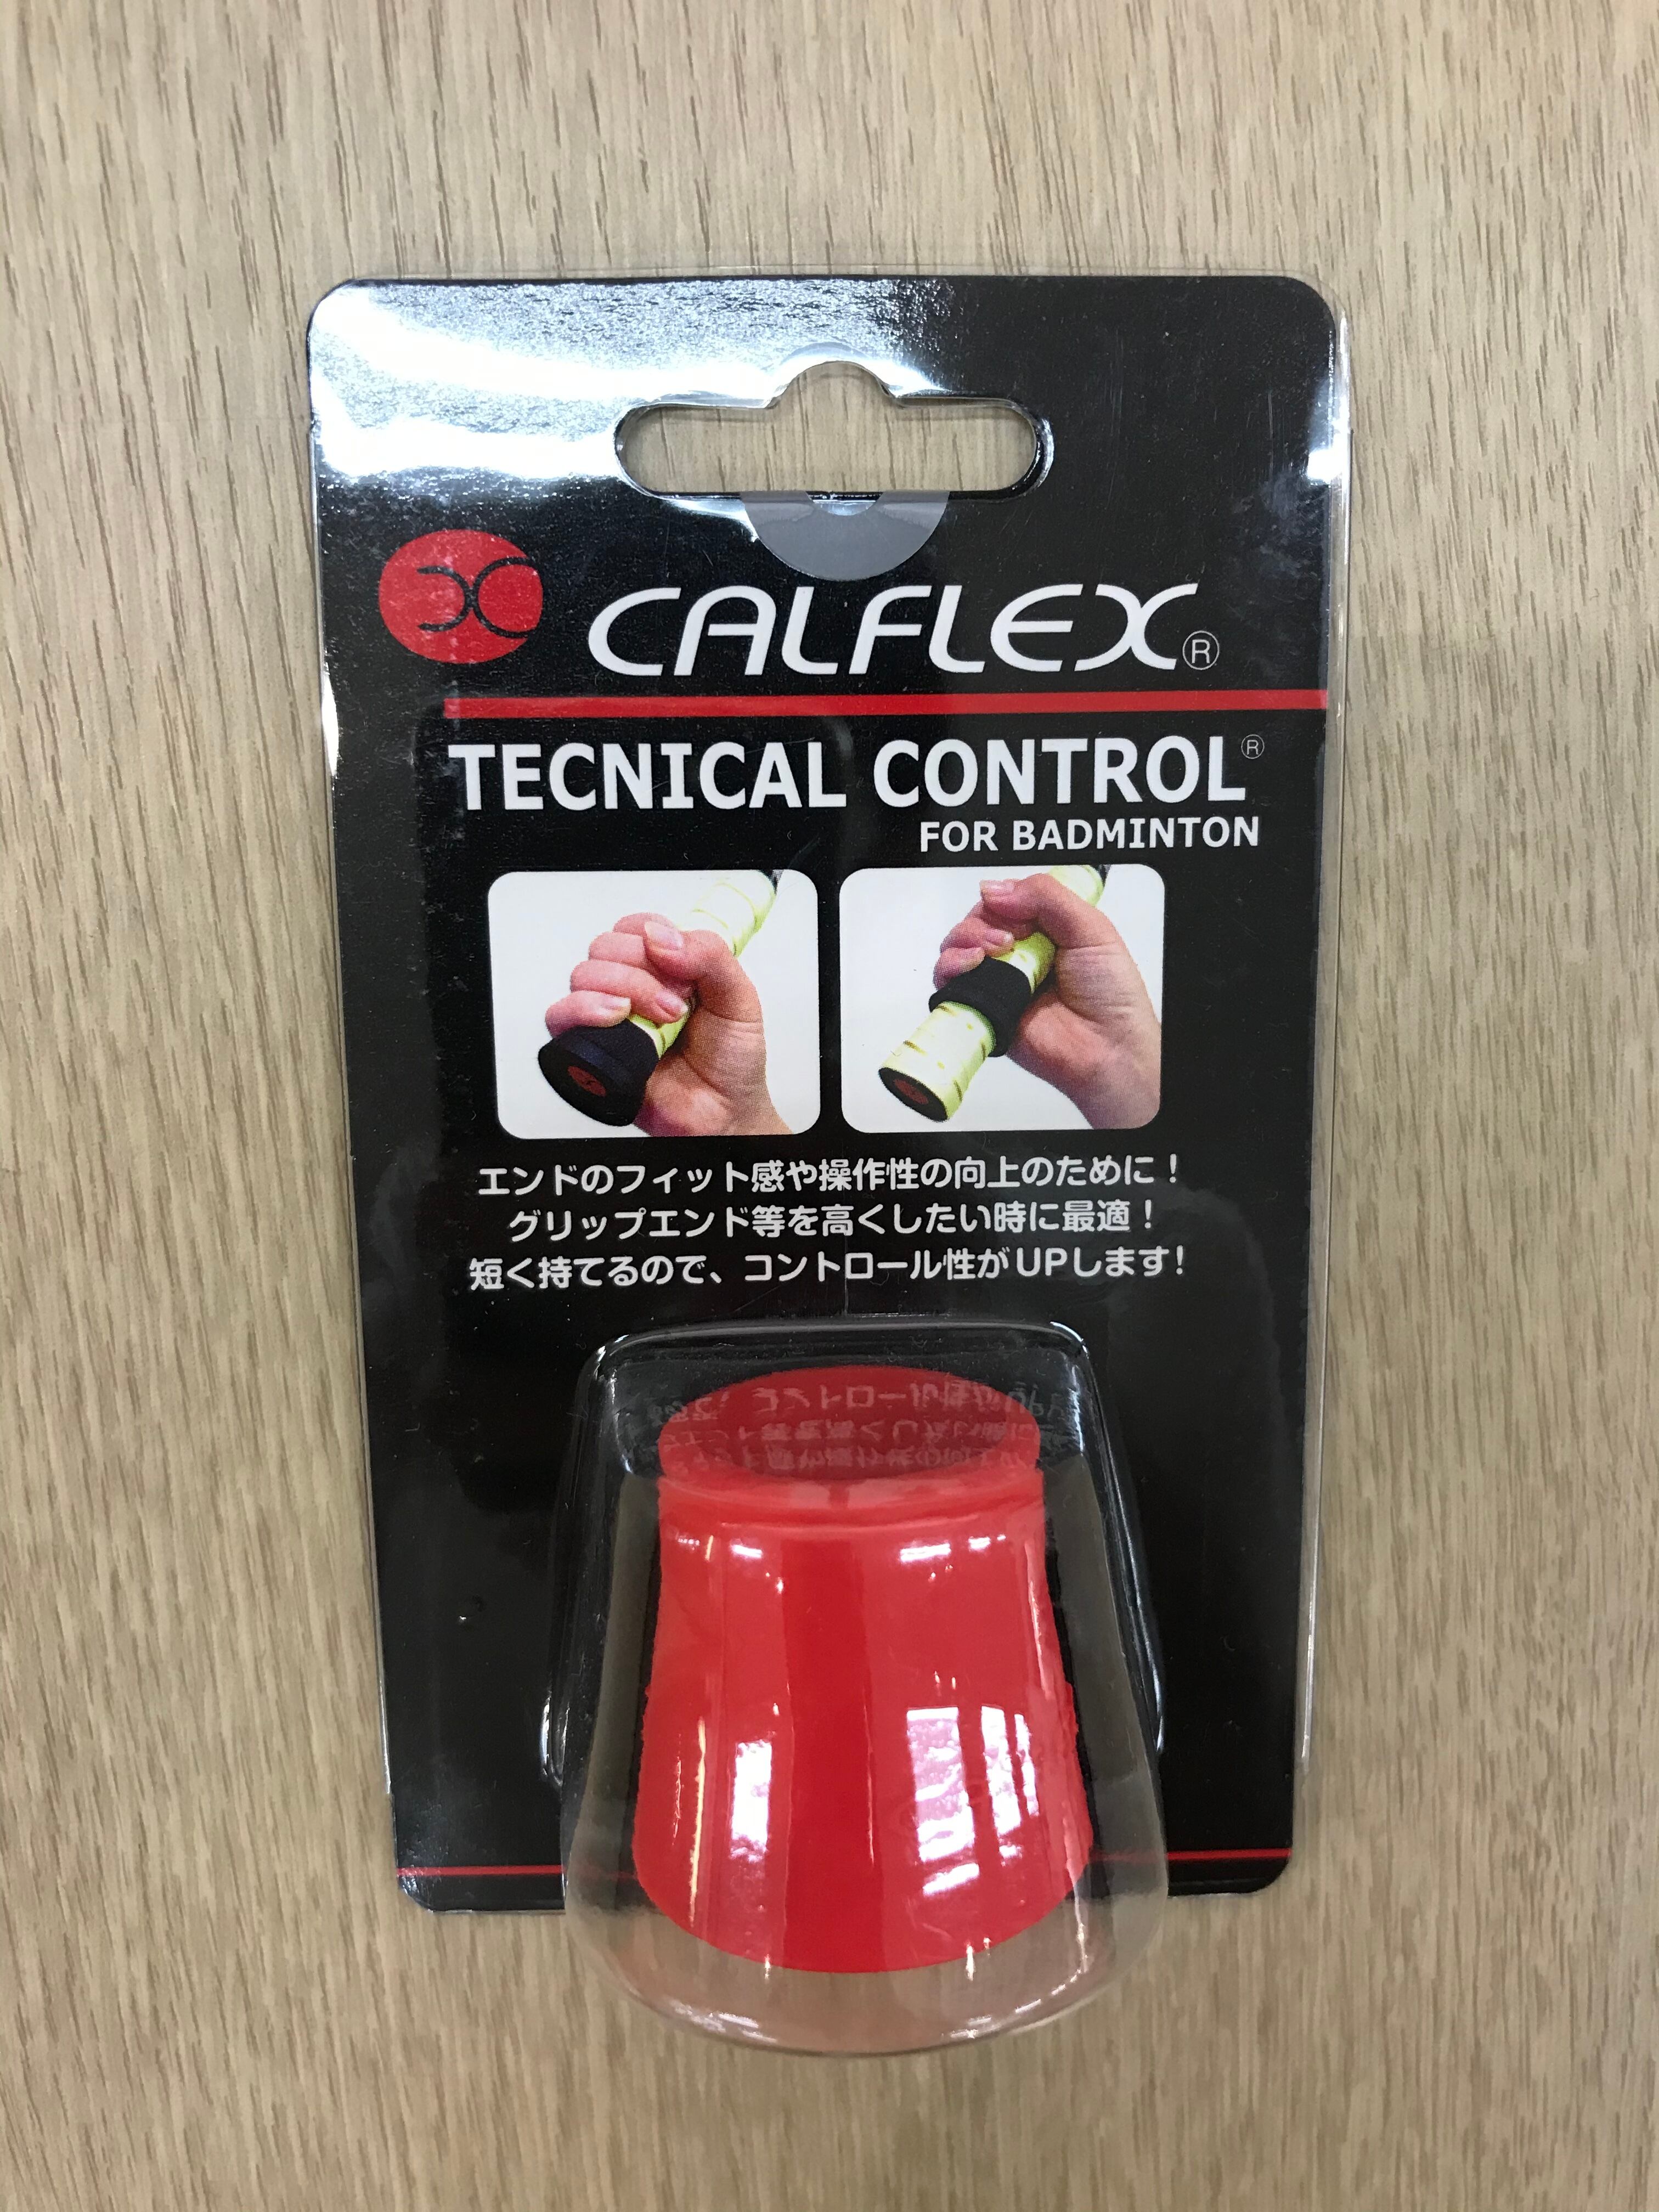 CALFLEX®
TECNICAL CONTROL®
FOR BADMINTON
エンドのフィット感や操作性の向上のために！
グリップエンド等を高くしたい時に最適！
短く持てるので、コントロール性がUPします！